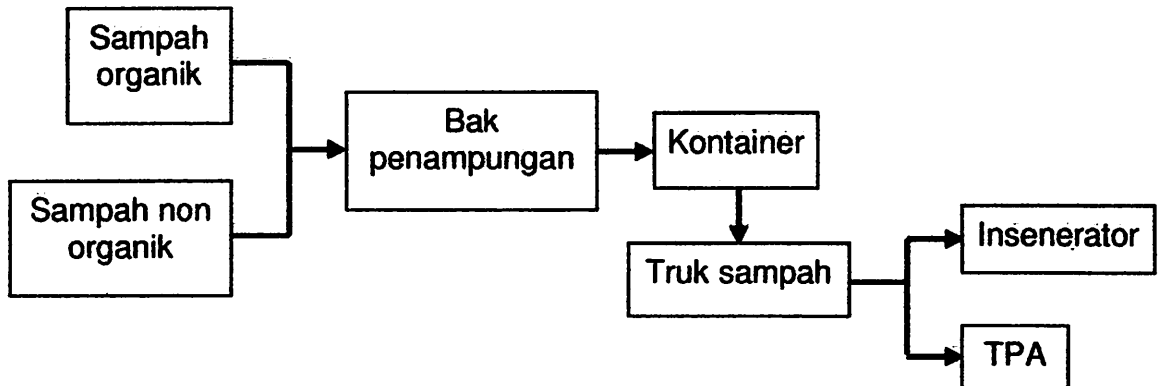 Sampah
organik
Bak
penampungan
Kontainer
Sampah non
organik
Truk sampah
Insenerator
TPA